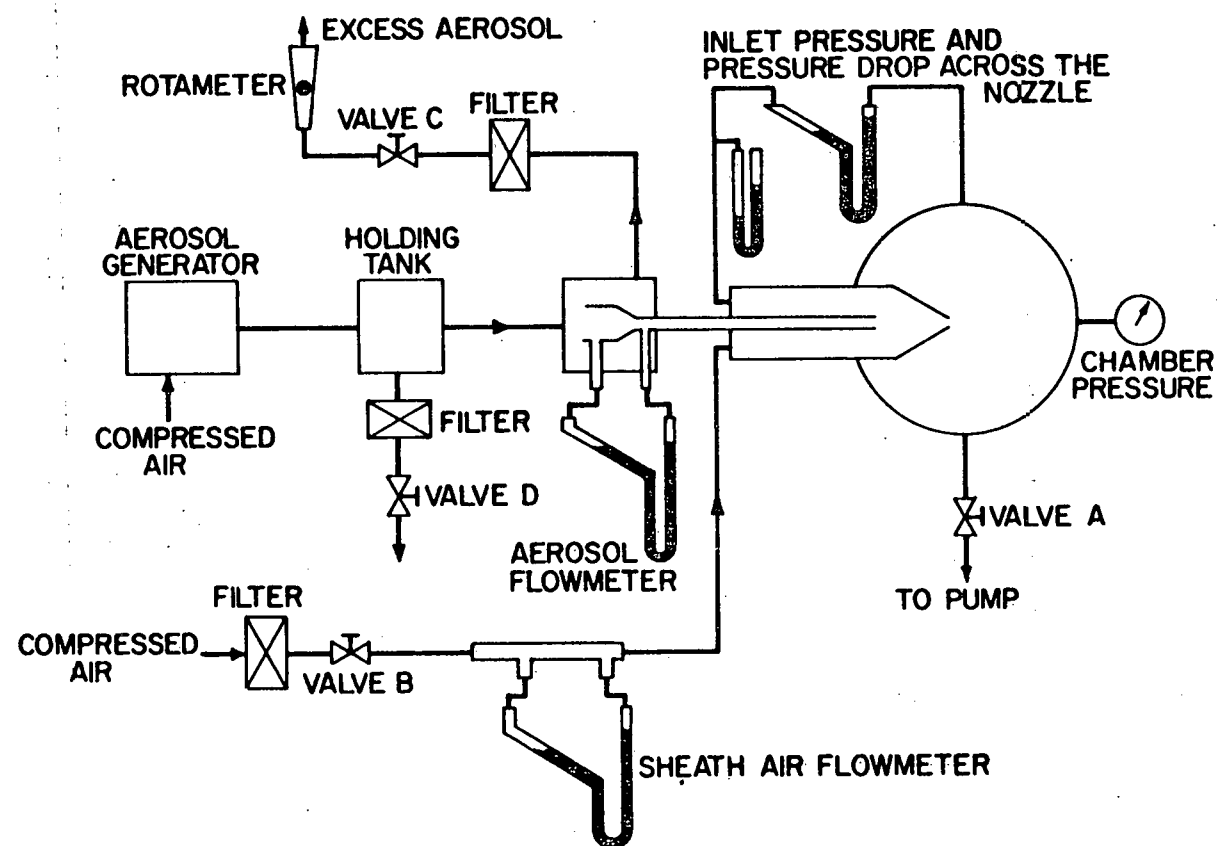 EXCESS AEROSOL
ROTAMETER
VALVE C
FILTER
INLET PRESSURE AND
PRESSURE DROP ACROSS THE
NOZZLE
AEROSOL
GENERATOR
HOLDING
TANK
COMPRESSED
AIR
FILTER
VALVE D
AEROSOL
FLOWMETER
CHAMBER
PRESSURE
VALVE A
TO PUMP
FILTER
COMPRESSED
AIR
VALVE B
SHEATH AIR FLOWMETER